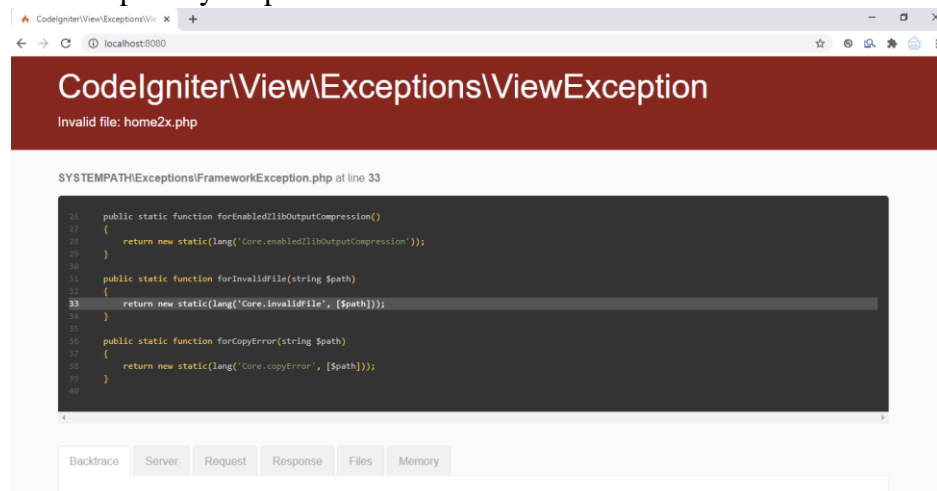 CodeIgniter\View\Exceptions\Vie
localhost:8080
CodeIgniter\View\Exceptions\ViewException
Invalid file: home2x.php
SYSTEMPATH\Exceptions\FrameworkException.php at line 33
26 public static function forEnabledZlibOutputCompression()
27 {
28 return new static(lang('Core.enabledZlibOutputCompression'));
29 }
30
31 public static function forInvalidFile(string $path)
32 {
33 return new static(lang('Core.invalidFile', [$path]));
34 }
35
36 public static function forCopyError(string $path)
37 {
38 return new static(lang('Core.copyError', [$path]));
39 }
40
Backtrace Server Request Response Files Memory